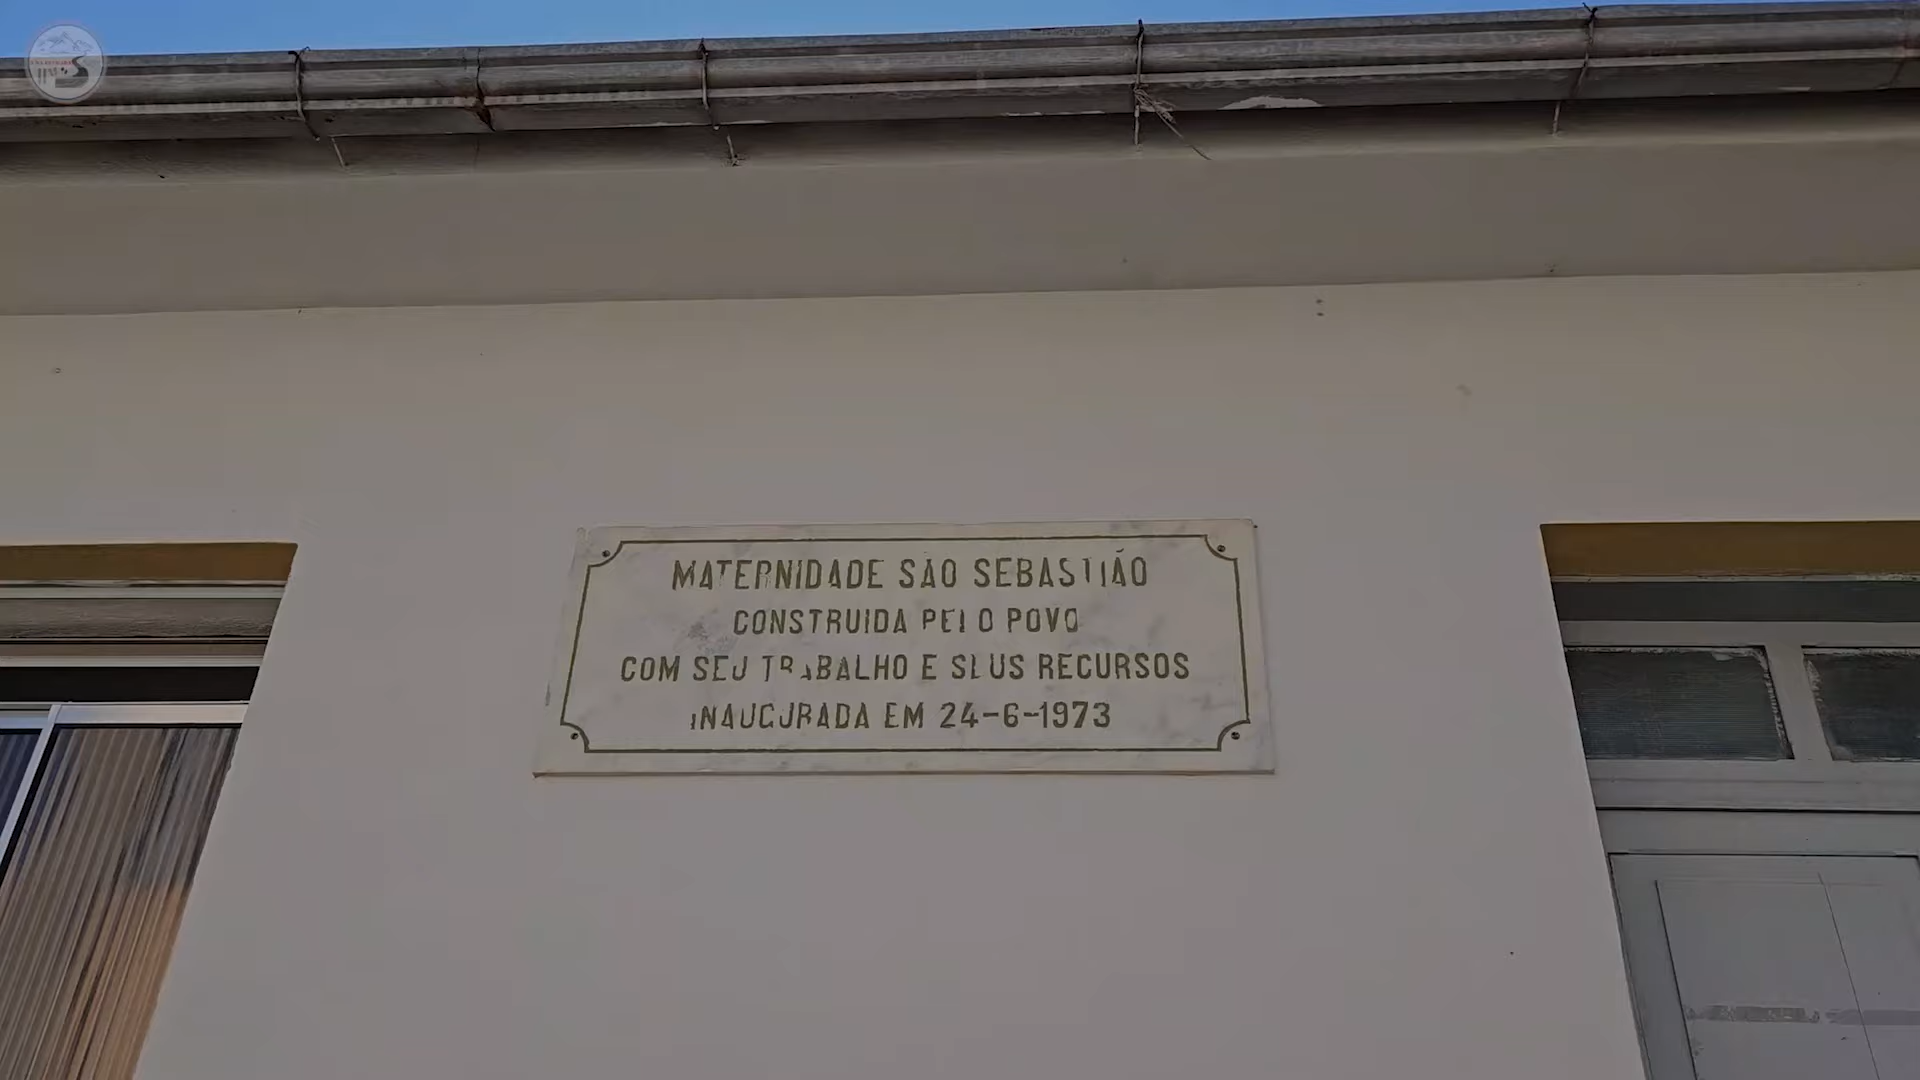 MATERNIDADE SÃO SEBASTIÃO
CONSTRUIDA PELO POVO
COM SEU TRABALHO E SEUS RECURSOS
INAUGURADA EM 24-6-1973